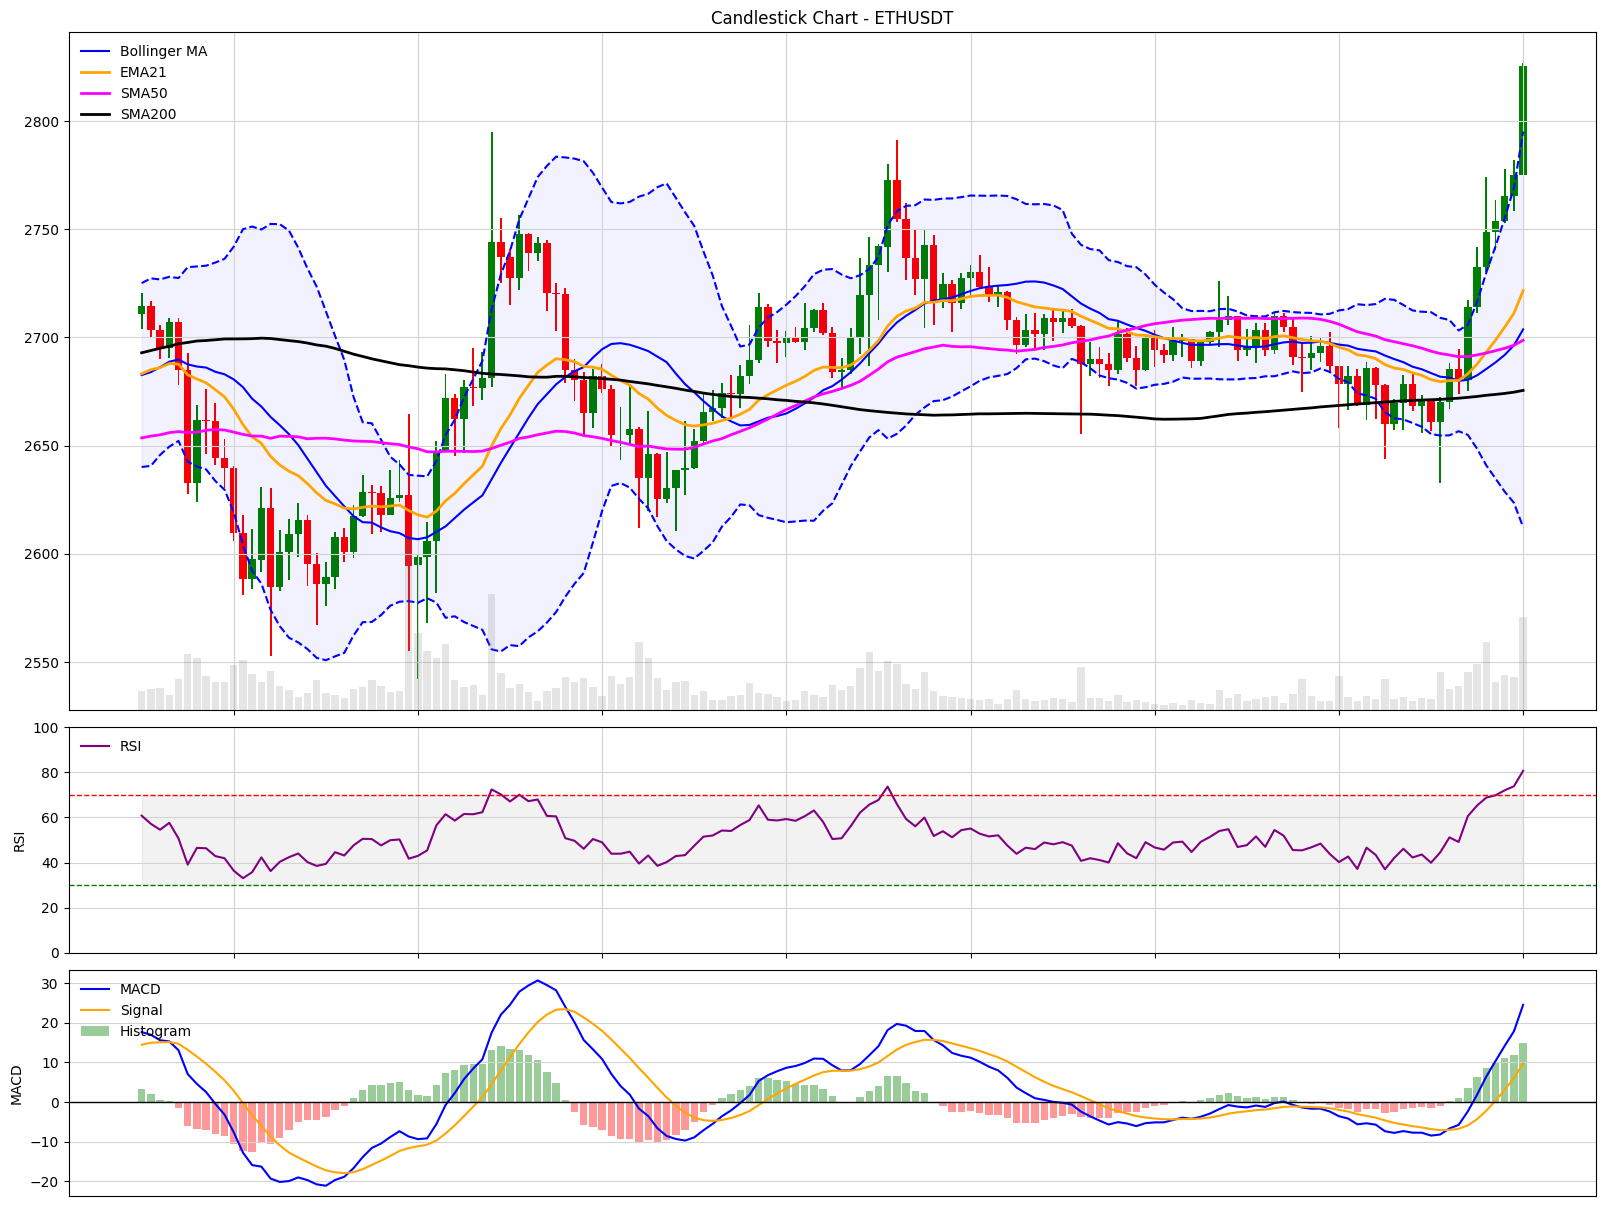 Candlestick Chart - ETHUSDT
Bollinger MA
EMA21
SMA50
SMA200
2800
2750
2700
2650
2600
2550
RSI
100
80
60
40
20
0
RSI
MACD
Signal
Histogram
30
20
10
0
−10
−20
MACD